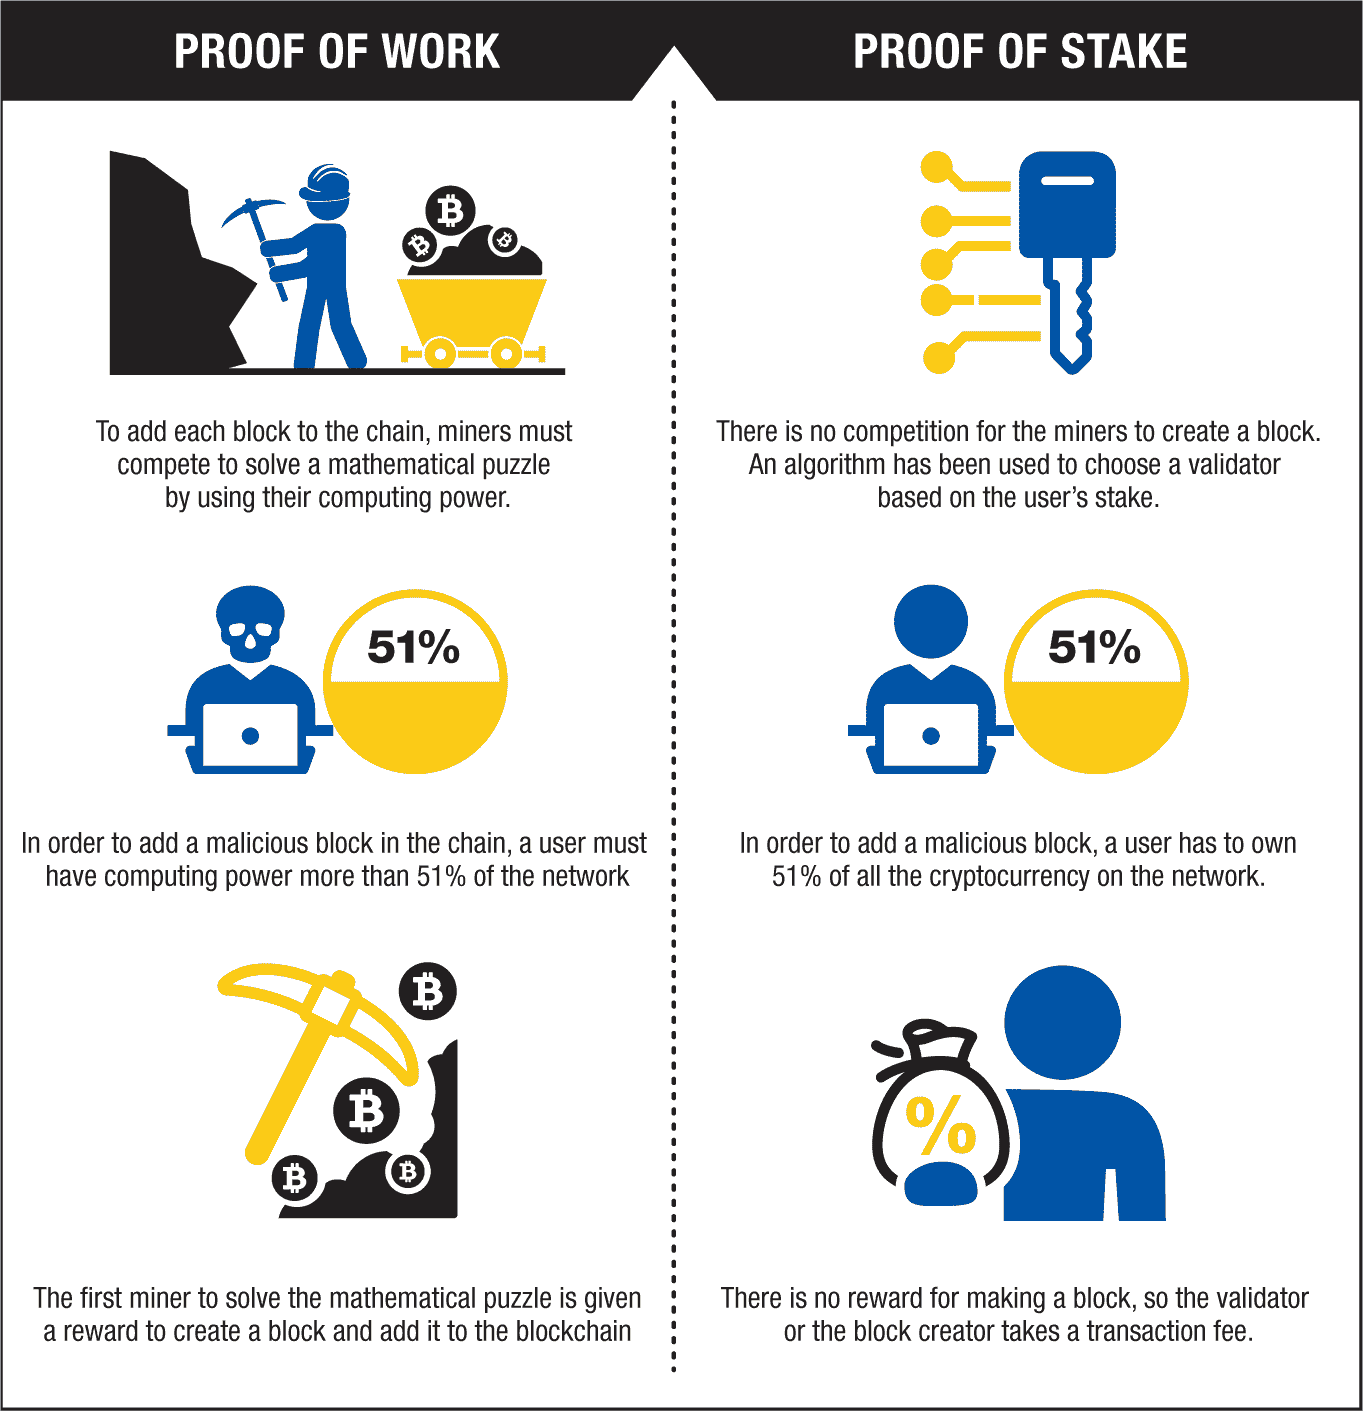 PROOF OF WORK
PROOF OF STAKE
To add each block to the chain, miners must
compete to solve a mathematical puzzle
by using their computing power.
There is no competition for the miners to create a block.
An algorithm has been used to choose a validator
based on the user's stake.
51%
51%
In order to add a malicious block in the chain, a user must
have computing power more than 51% of the network
In order to add a malicious block, a user has to own
51% of all the cryptocurrency on the network.
%
The first miner to solve the mathematical puzzle is given
a reward to create a block and add it to the blockchain
There is no reward for making a block, so the validator
or the block creator takes a transaction fee.